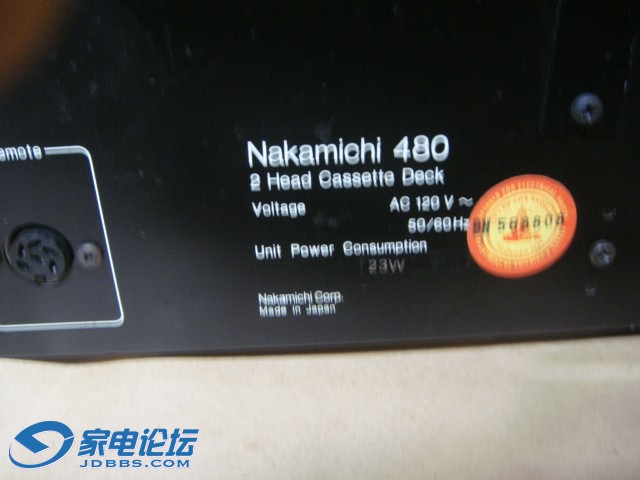 emote
Nakamichi 480
2 Head Cassette Deck
Voltage AC 120 V ~
50/60Hz
Unit Power Consumption
23W
Nakamichi Corp.
Made in Japan
家电论坛
JDBBS.COM